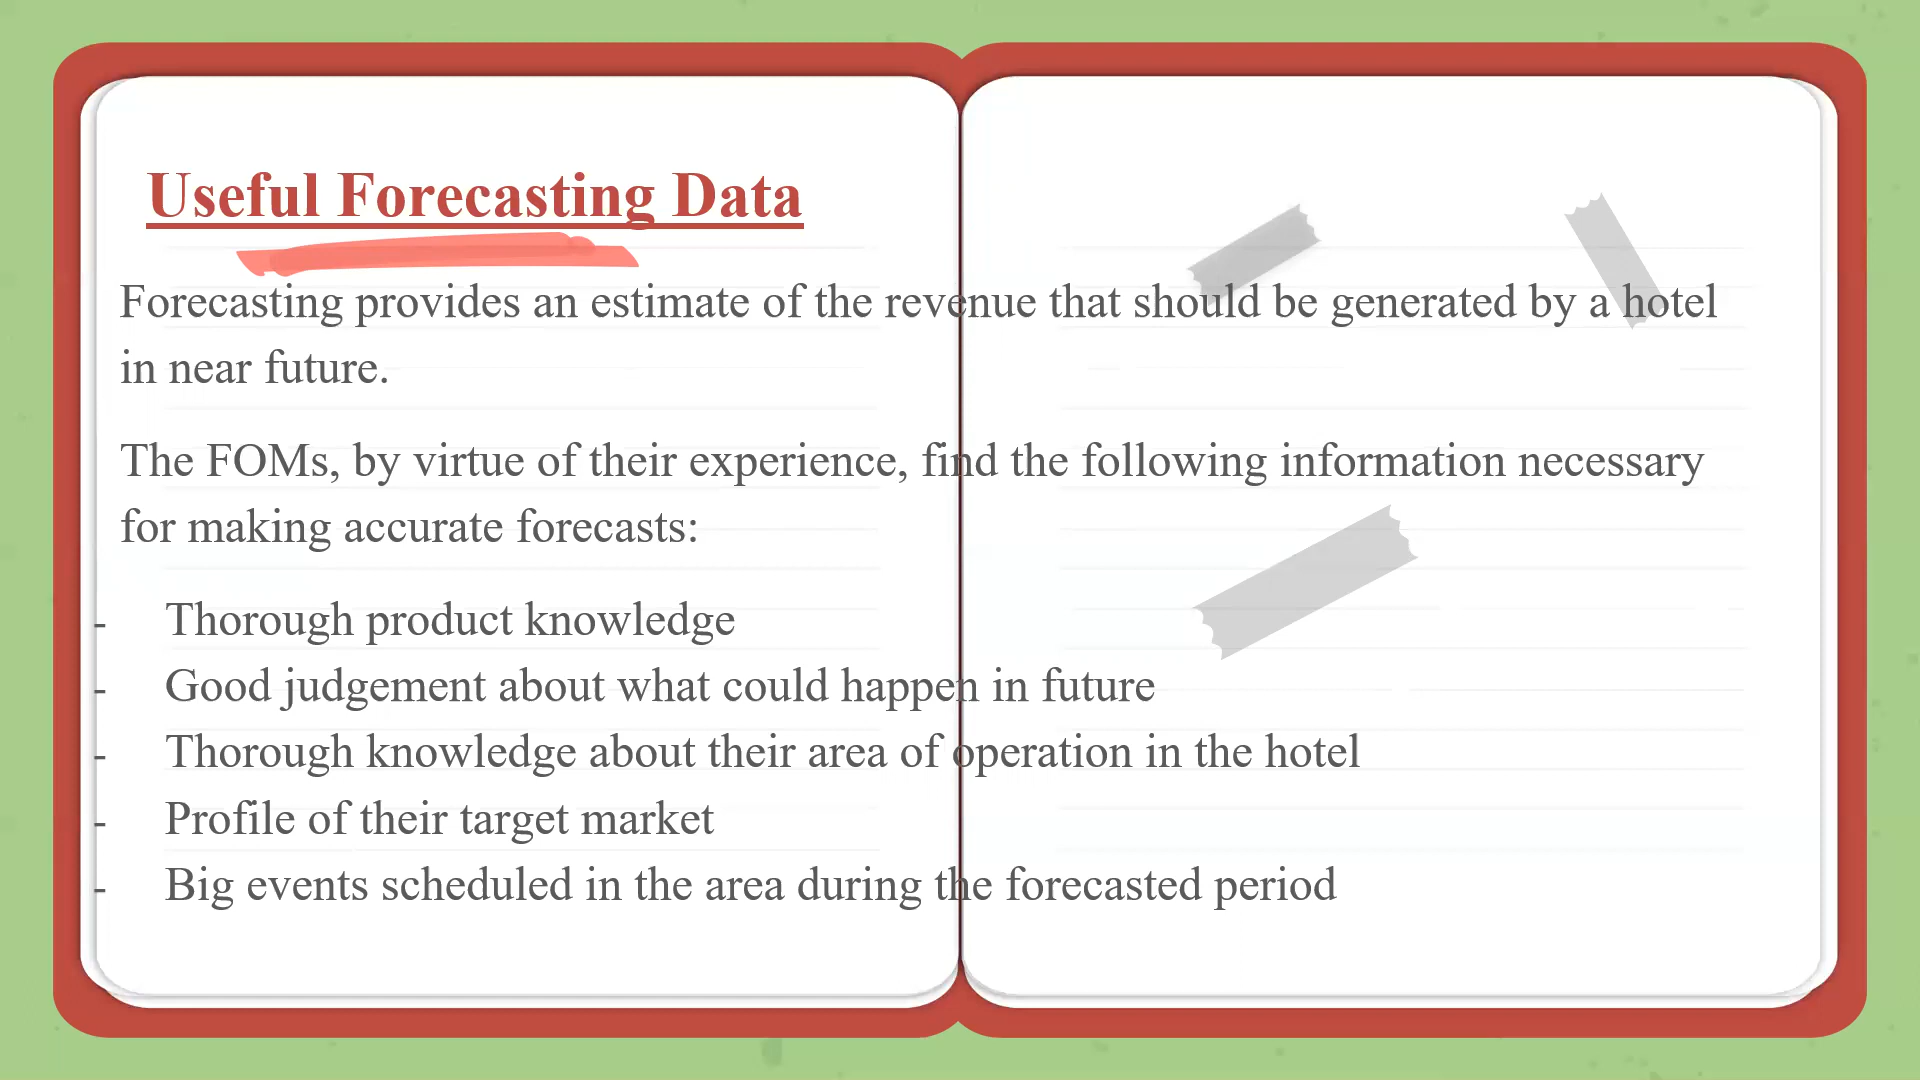 Useful Forecasting Data
Forecasting provides an estimate of the revenue that should be generated by a hotel
in near future.
The FOMs, by virtue of their experience, find the following information necessary
for making accurate forecasts:
- Thorough product knowledge
- Good judgement about what could happen in future
- Thorough knowledge about their area of operation in the hotel
- Profile of their target market
- Big events scheduled in the area during the forecasted period